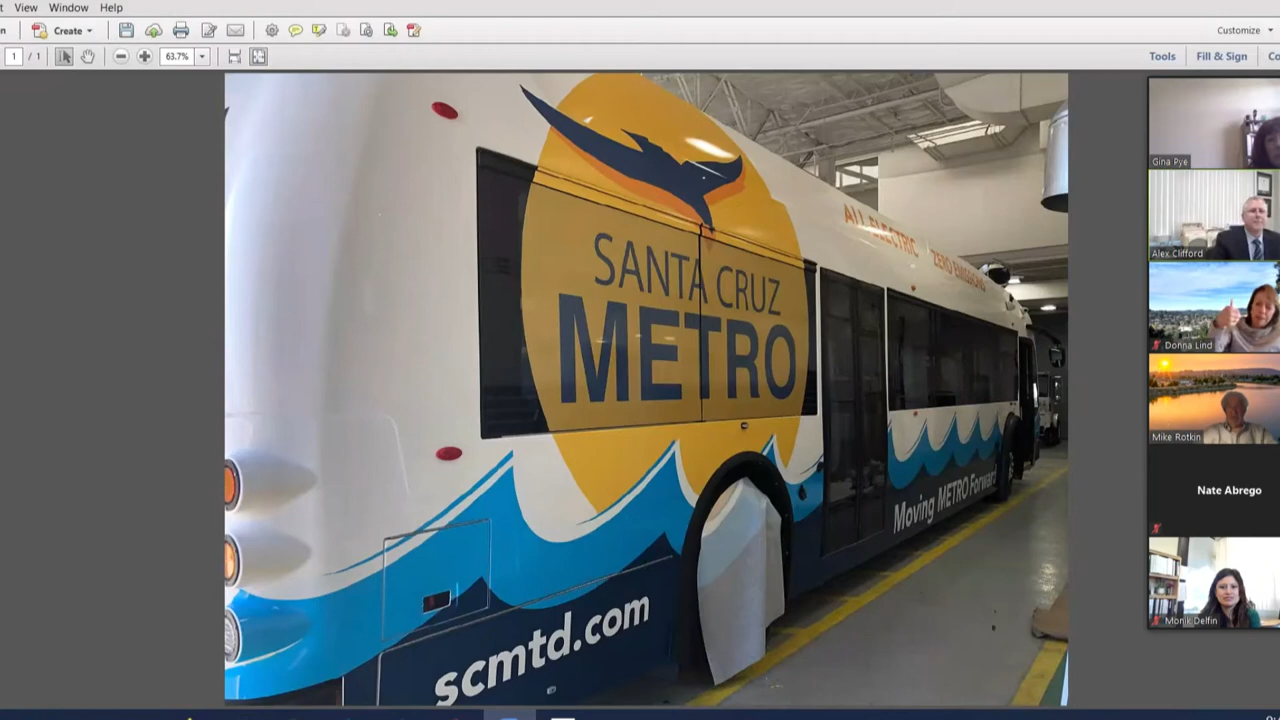 View Window Help
Create
Customize
1 / 1
63.7%
Tools
Fill & Sign
SANTA CRUZ
METRO
ALL ELECTRIC ZERO EMISSIONS
Moving METRO Forward
scmtd.com
Gina Pye
Alex Clifford
Donna Lind
Mike Rotkin
Nate Abrego
Monik Delfin